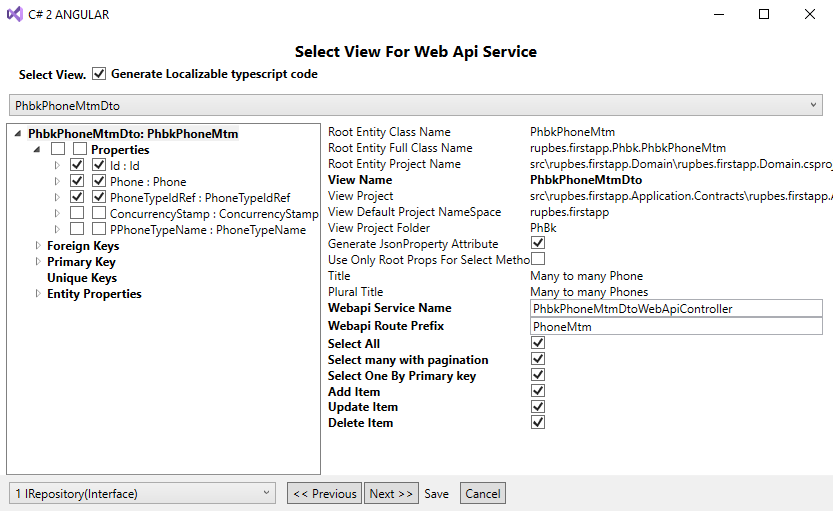 C# 2 ANGULAR
Select View For Web Api Service
Select View. Generate Localizable typescript code
PhbkPhoneMtmDto
PhbkPhoneMtmDto: PhbkPhoneMtm
Properties
Id : Id
Phone : Phone
PhoneTypeIdRef : PhoneTypeIdRef
ConcurrencyStamp : ConcurrencyStamp
PPhoneTypeName : PhoneTypeName
Foreign Keys
Primary Key
Unique Keys
Entity Properties
Root Entity Class Name PhbkPhoneMtm
Root Entity Full Class Name rupbes.firstapp.Phbk.PhbkPhoneMtm
Root Entity Project Name src\rupbes.firstapp.Domain\rupbes.firstapp.Domain.csproj
View Name PhbkPhoneMtmDto
View Project src\rupbes.firstapp.Application.Contracts\rupbes.firstapp.A
View Default Project NameSpace rupbes.firstapp
View Project Folder PhBk
Generate JsonProperty Attribute
Use Only Root Props For Select Metho
Title Many to many Phone
Plural Title Many to many Phones
Webapi Service Name PhbkPhoneMtmDtoWebApiController
Webapi Route Prefix PhoneMtm
Select All
Select many with pagination
Select One By Primary key
Add Item
Update Item
Delete Item
1 IRepository(Interface) << Previous Next >> Save Cancel